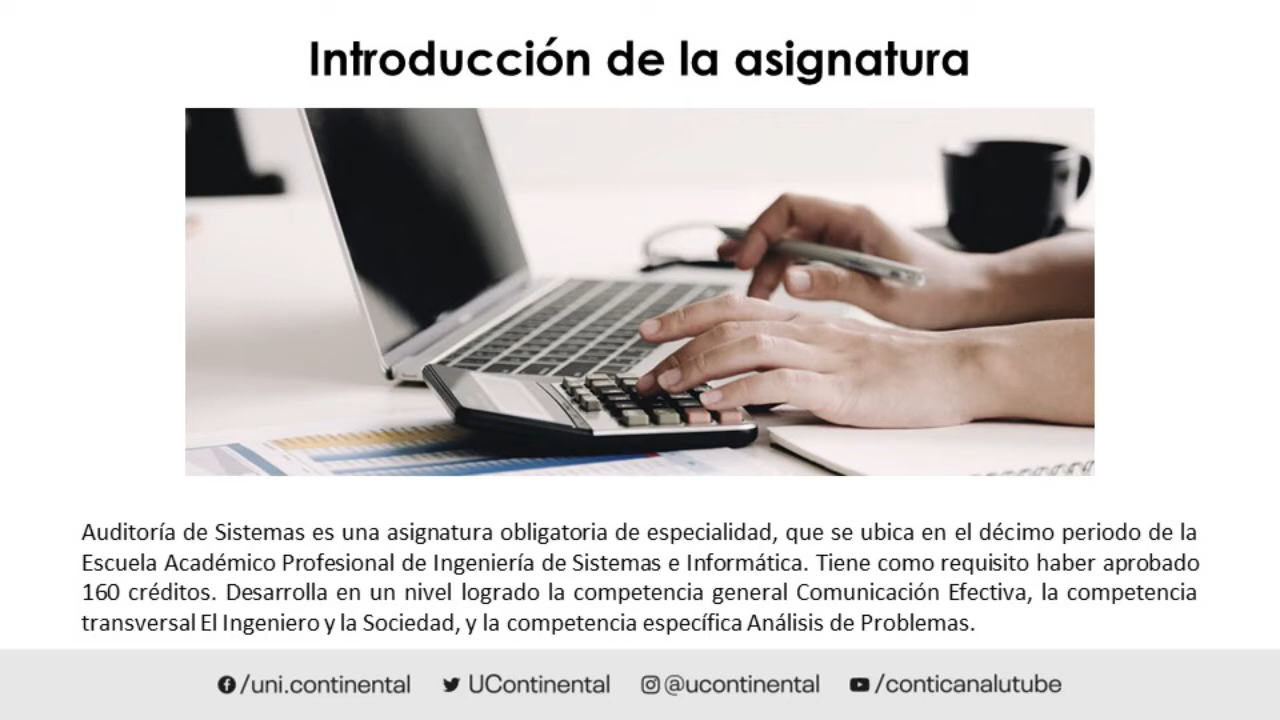 Introducción de la asignatura
Auditoría de Sistemas es una asignatura obligatoria de especialidad, que se ubica en el décimo periodo de la
Escuela Académico Profesional de Ingeniería de Sistemas e Informática. Tiene como requisito haber aprobado
160 créditos. Desarrolla en un nivel logrado la competencia general Comunicación Efectiva, la competencia
transversal El Ingeniero y la Sociedad, y la competencia específica Análisis de Problemas.
/uni.continental UContinental @ucontinental /conticanalutube